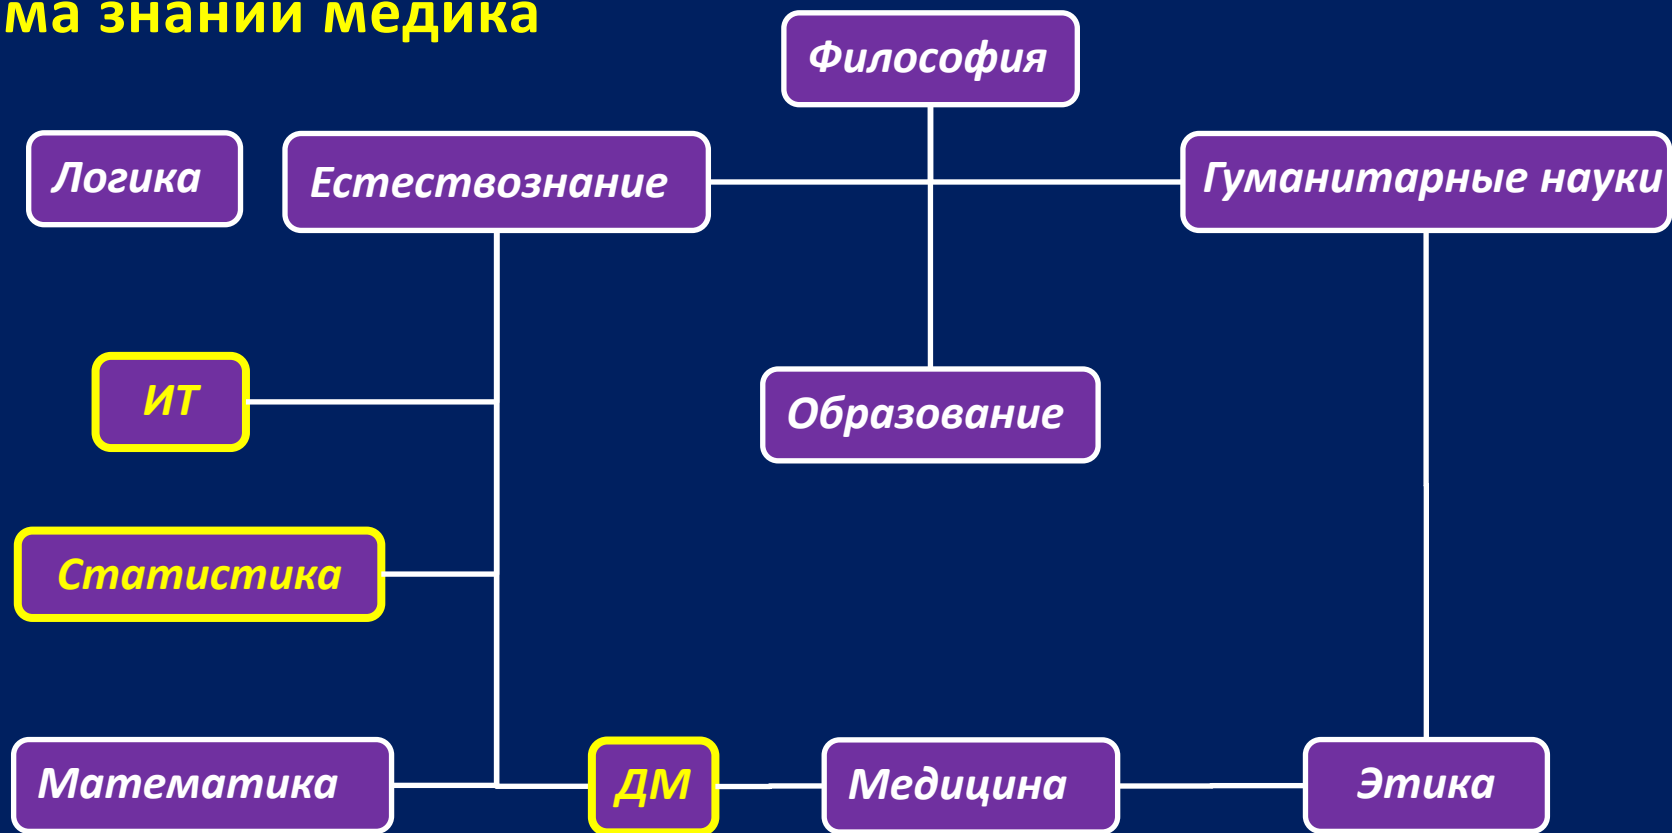 ма знаний медика
Философия
Логика
Естествознание
Гуманитарные науки
ИТ
Образование
Статистика
Математика
ДМ
Медицина
Этика